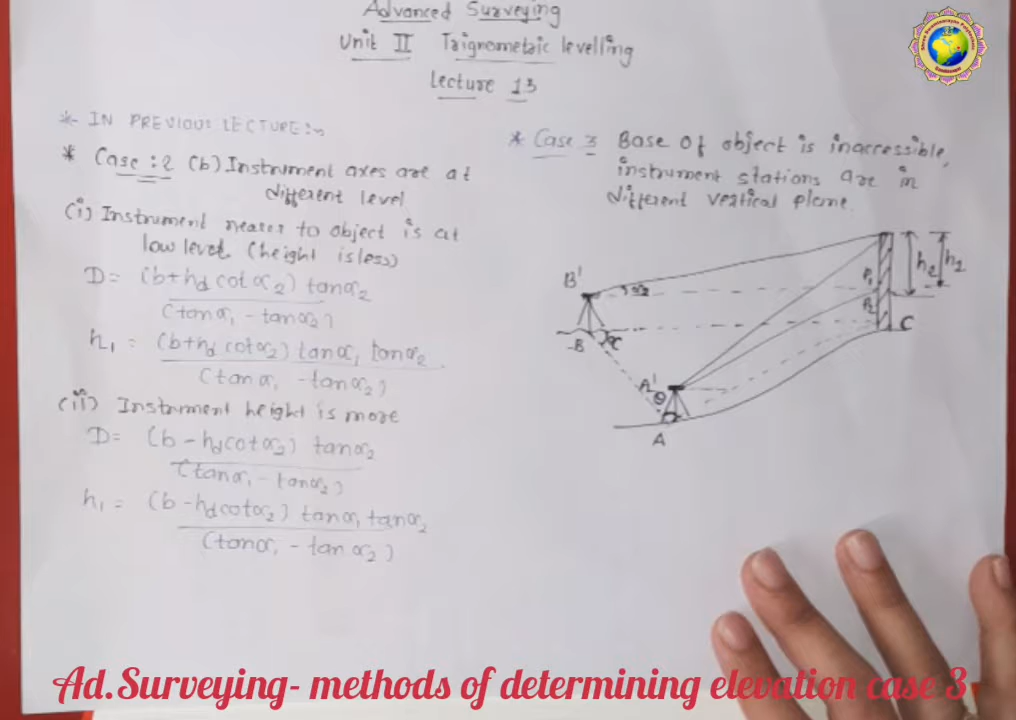 Advanced Surveying
Unit II Trignometric levelling
Lecture 13
* IN PREVIOUS LECTURE:~
* Case:2 (b) Instrument axes are at
different level
(i) Instrument nearer to object is at
low level (height is less)
D = (b+hd cot α2) tan α2
(tan α1 - tan α2)
h1 = (b+hd cot α2) tan α1 tan α2
(tan α1 - tan α2)
(ii) Instrument height is more
D = (b - hd cot α2) tan α2
(tan α1 - tan α2)
h1 = (b - hd cot α2) tan α1 tan α2
(tan α1 - tan α2)
* Case 3 Base of object is inaccessible,
instrument stations are in
different vertical plane.
B'
α2
P1
P2
h2
h1
C
B
A'
θ
A
Ad.Surveying- methods of determining elevation case 3